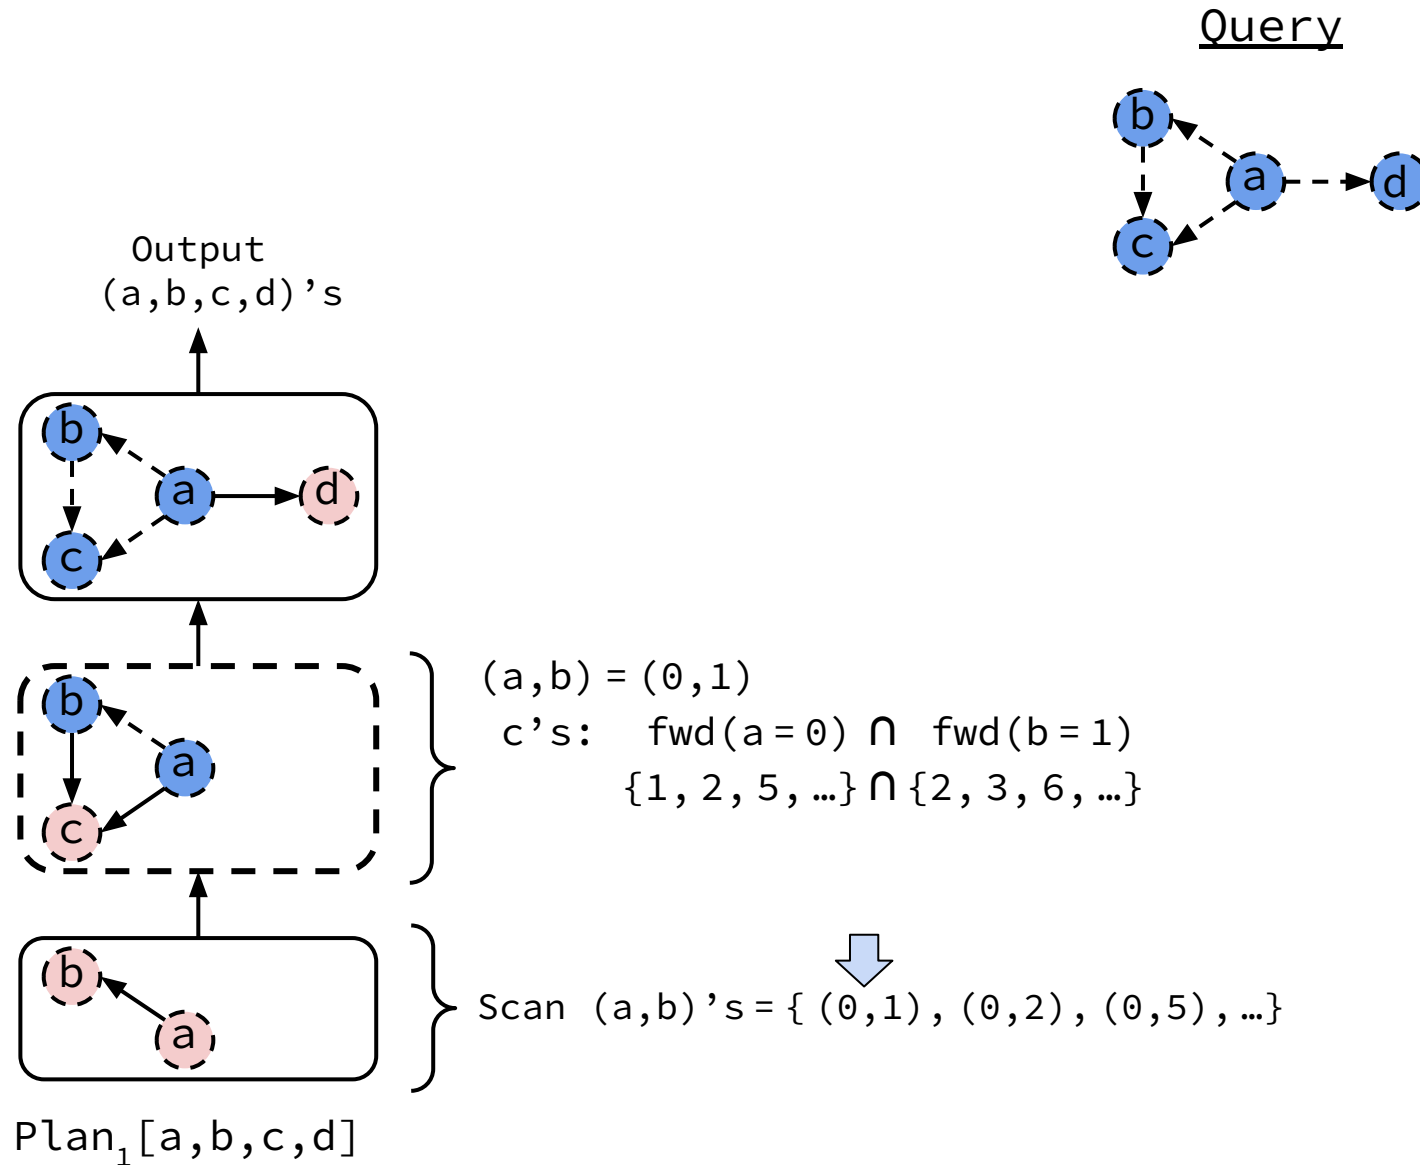 Query
b
a
d
c
Output
(a,b,c,d)’s
b
a
d
c
b
a
c
(a,b) = (0,1)
c’s: fwd(a = 0) ∩ fwd(b = 1)
{1, 2, 5, …} ∩ {2, 3, 6, …}
b
a
Scan (a,b)’s = { (0,1), (0,2), (0,5), …}
Plan₁[a,b,c,d]